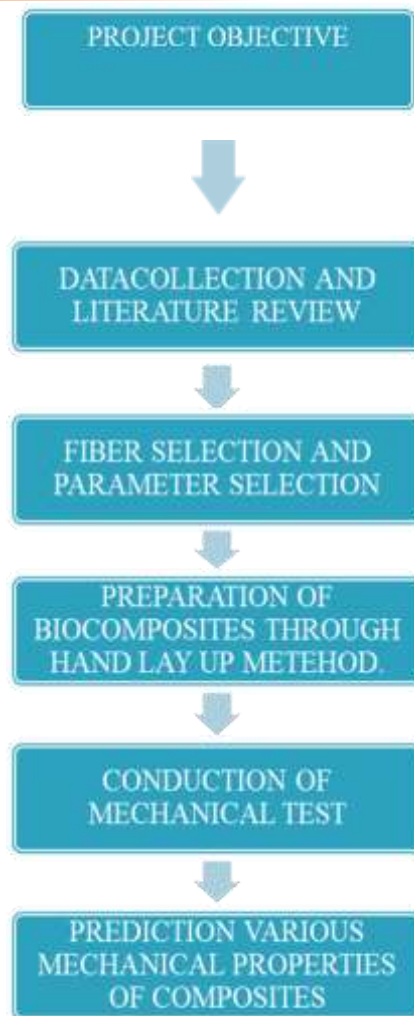 PROJECT OBJECTIVE
DATACOLLECTION AND
LITERATURE REVIEW
FIBER SELECTION AND
PARAMETER SELECTION
PREPARATION OF
BIOCOMPOSITES THROUGH
HAND LAY UP METEHOD.
CONDUCTION OF
MECHANICAL TEST
PREDICTION VARIOUS
MECHANICAL PROPERTIES
OF COMPOSITES